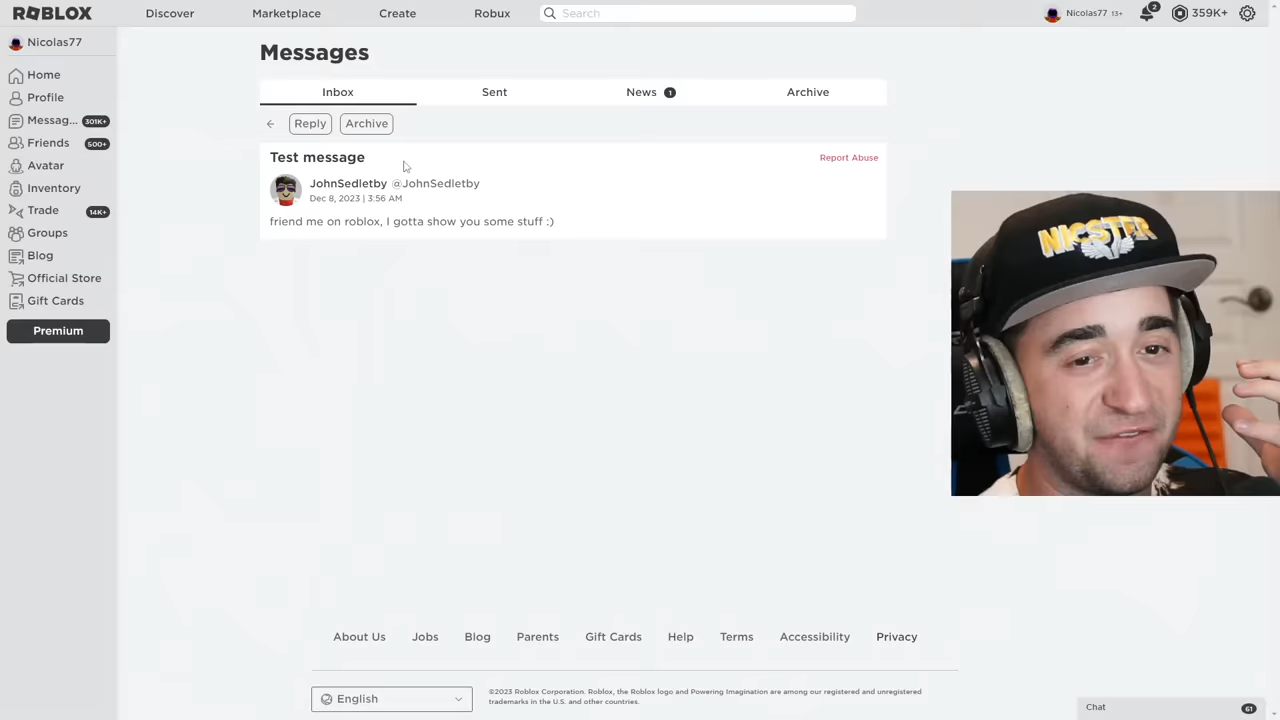 ROBLOX
Discover
Marketplace
Create
Robux
Search
Nicolas77 13+
2
359K+
Nicolas77
Home
Profile
Messag... 301K+
Friends 500+
Avatar
Inventory
Trade 14K+
Groups
Blog
Official Store
Gift Cards
Premium
Messages
Inbox
Sent
News 1
Archive
Reply
Archive
Test message
Report Abuse
JohnSedletby @JohnSedletby
Dec 8, 2023 | 3:56 AM
friend me on roblox, I gotta show you some stuff :)
NICSTER
About Us
Jobs
Blog
Parents
Gift Cards
Help
Terms
Accessibility
Privacy
English
©2023 Roblox Corporation. Roblox, the Roblox logo and Powering Imagination are among our registered and unregistered
trademarks in the U.S. and other countries.
Chat 61